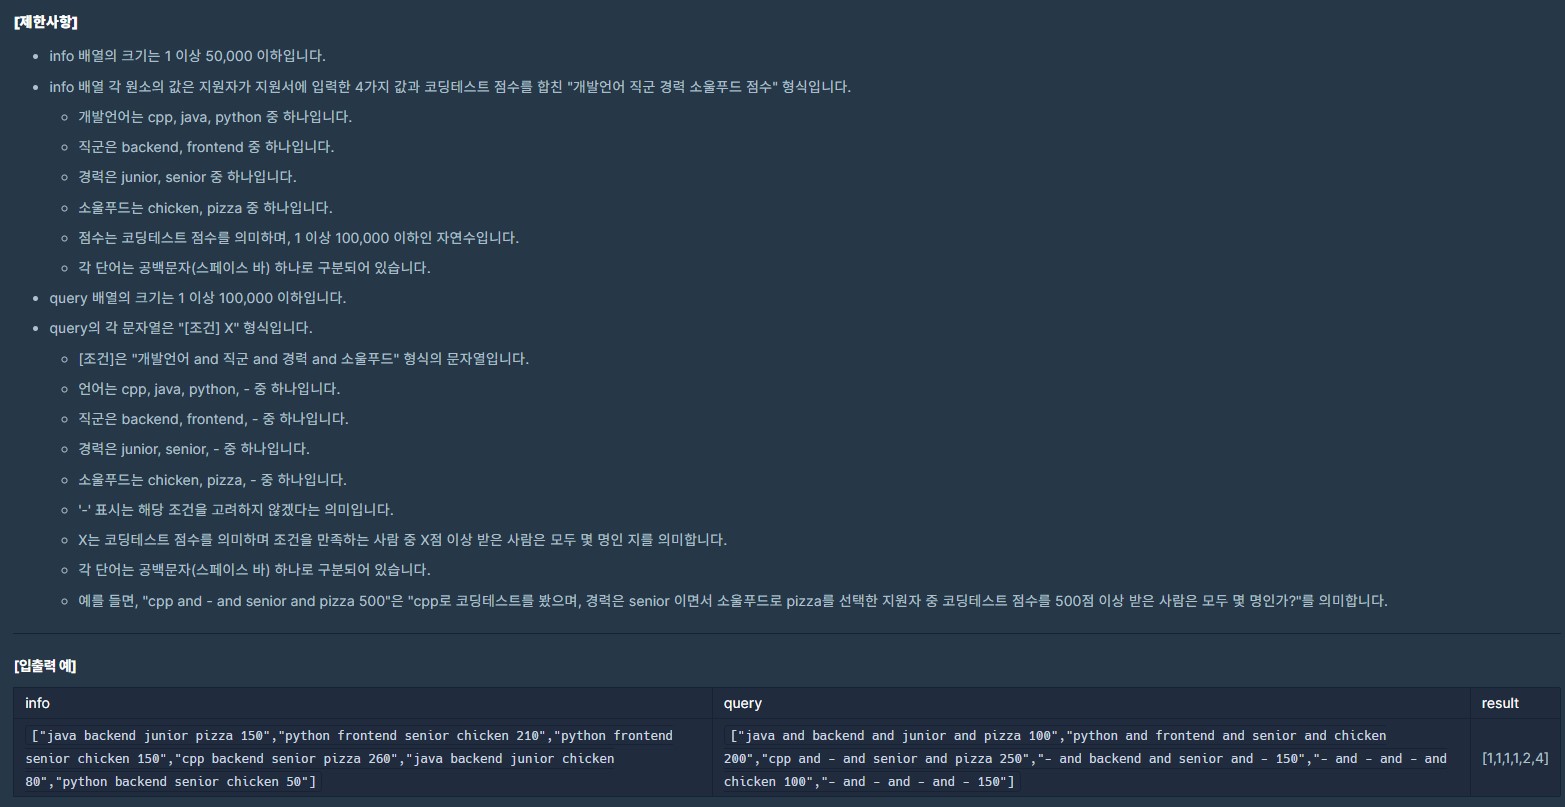 [제한사항]
• info 배열의 크기는 1 이상 50,000 이하입니다.
• info 배열 각 원소의 값은 지원자가 지원서에 입력한 4가지 값과 코딩테스트 점수를 합친 "개발언어 직군 경력 소울푸드 점수" 형식입니다.
◦ 개발언어는 cpp, java, python 중 하나입니다.
◦ 직군은 backend, frontend 중 하나입니다.
◦ 경력은 junior, senior 중 하나입니다.
◦ 소울푸드는 chicken, pizza 중 하나입니다.
◦ 점수는 코딩테스트 점수를 의미하며, 1 이상 100,000 이하인 자연수입니다.
◦ 각 단어는 공백문자(스페이스 바) 하나로 구분되어 있습니다.
• query 배열의 크기는 1 이상 100,000 이하입니다.
• query의 각 문자열은 "[조건] X" 형식입니다.
◦ [조건]은 "개발언어 and 직군 and 경력 and 소울푸드" 형식의 문자열입니다.
◦ 언어는 cpp, java, python, - 중 하나입니다.
◦ 직군은 backend, frontend, - 중 하나입니다.
◦ 경력은 junior, senior, - 중 하나입니다.
◦ 소울푸드는 chicken, pizza, - 중 하나입니다.
◦ '-' 표시는 해당 조건을 고려하지 않겠다는 의미입니다.
◦ X는 코딩테스트 점수를 의미하며 조건을 만족하는 사람 중 X점 이상 받은 사람은 모두 몇 명인 지를 의미합니다.
◦ 각 단어는 공백문자(스페이스 바) 하나로 구분되어 있습니다.
◦ 예를 들면, "cpp and - and senior and pizza 500"은 "cpp로 코딩테스트를 봤으며, 경력은 senior 이면서 소울푸드로 pizza를 선택한 지원자 중 코딩테스트 점수를 500점 이상 받은 사람은 모두 몇 명인가?"를 의미합니다.
[입출력 예]
info
query
result
["java backend junior pizza 150","python frontend senior chicken 210","python frontend
senior chicken 150","cpp backend senior pizza 260","java backend junior chicken
80","python backend senior chicken 50"]
["java and backend and junior and pizza 100","python and frontend and senior and chicken
200","cpp and - and senior and pizza 250","- and backend and senior and - 150","- and - and - and
chicken 100","- and - and - and - 150"]
[1,1,1,1,2,4]